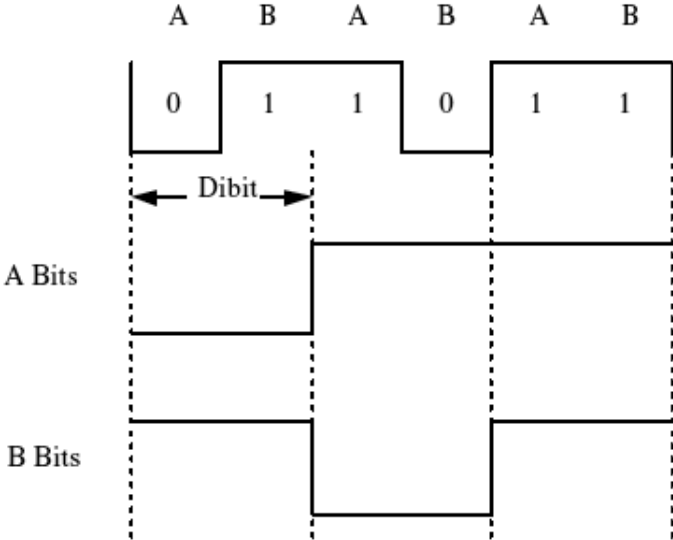 A B A B A B
0 1 1 0 1 1
Dibit
A Bits
B Bits